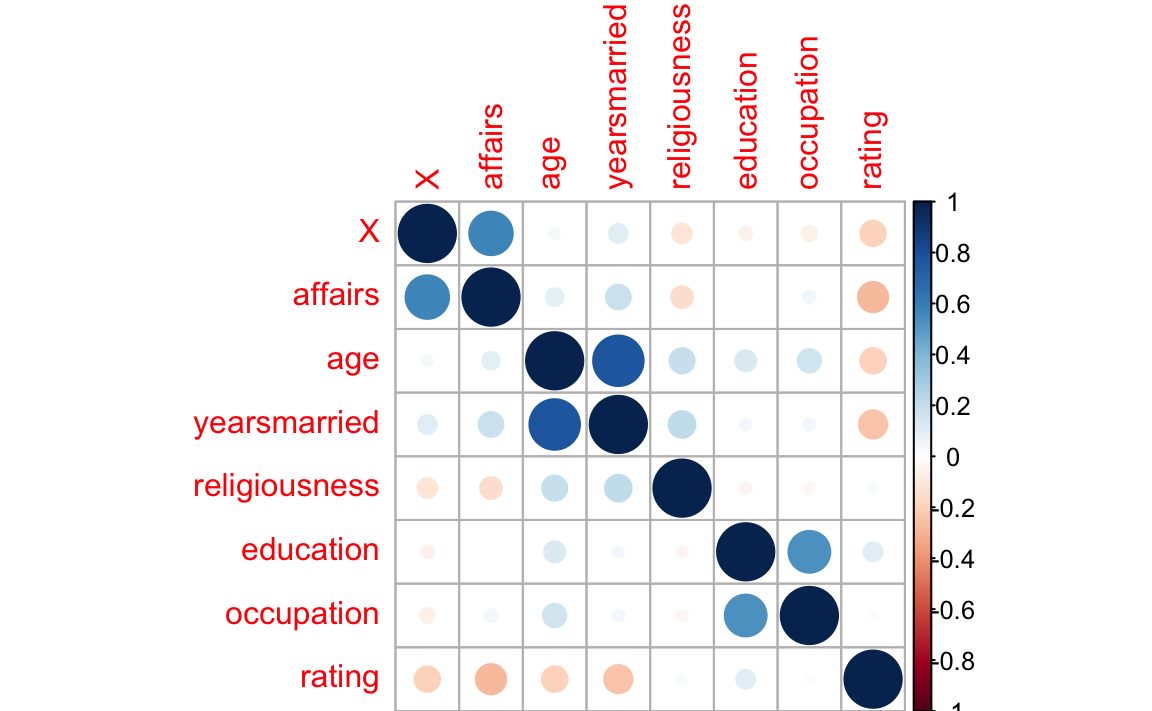 X
affairs
age
yearsmarried
religiousness
education
occupation
rating
X
affairs
age
yearsmarried
religiousness
education
occupation
rating
1
0.8
0.6
0.4
0.2
0
-0.2
-0.4
-0.6
-0.8